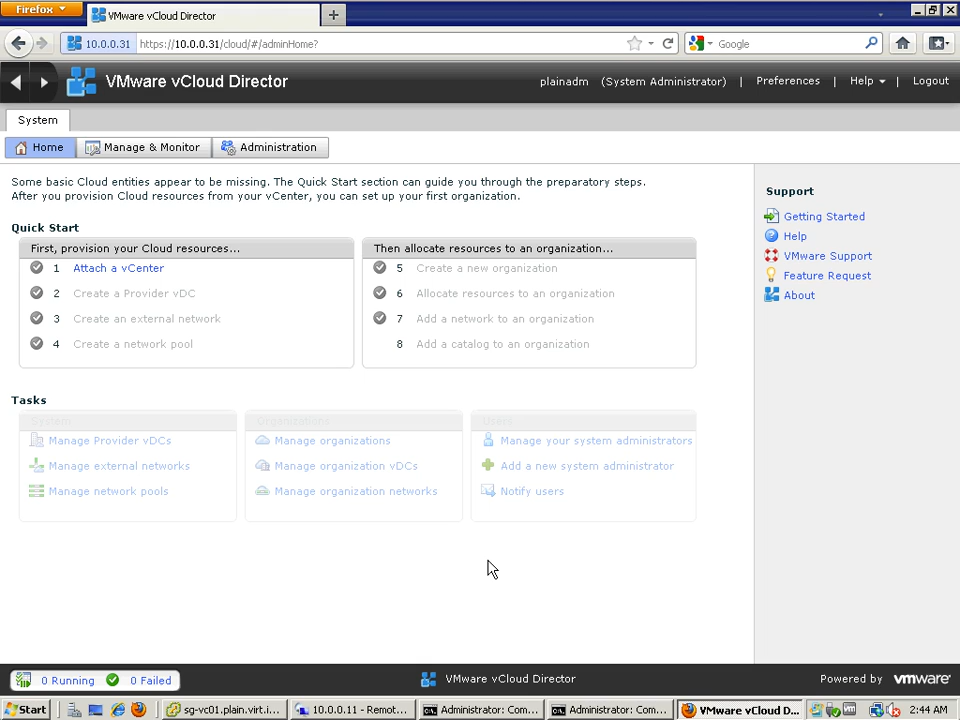 Firefox
VMware vCloud Director
10.0.0.31
https://10.0.0.31/cloud/#/adminHome?
Google
VMware vCloud Director
plainadm (System Administrator) | Preferences | Help | Logout
System
Home
Manage & Monitor
Administration
Some basic Cloud entities appear to be missing. The Quick Start section can guide you through the preparatory steps.
After you provision Cloud resources from your vCenter, you can set up your first organization.
Quick Start
First, provision your Cloud resources...
1 Attach a vCenter
2 Create a Provider vDC
3 Create an external network
4 Create a network pool
Then allocate resources to an organization...
5 Create a new organization
6 Allocate resources to an organization
7 Add a network to an organization
8 Add a catalog to an organization
Tasks
System
Manage Provider vDCs
Manage external networks
Manage network pools
Organizations
Manage organizations
Manage organization vDCs
Manage organization networks
Users
Manage your system administrators
Add a new system administrator
Notify users
Support
Getting Started
Help
VMware Support
Feature Request
About
0 Running
0 Failed
VMware vCloud Director
Powered by vmware
Start
sg-vc01.plain.virt.i...
10.0.0.11 - Remot...
Administrator: Com...
Administrator: Com...
VMware vCloud D...
2:44 AM